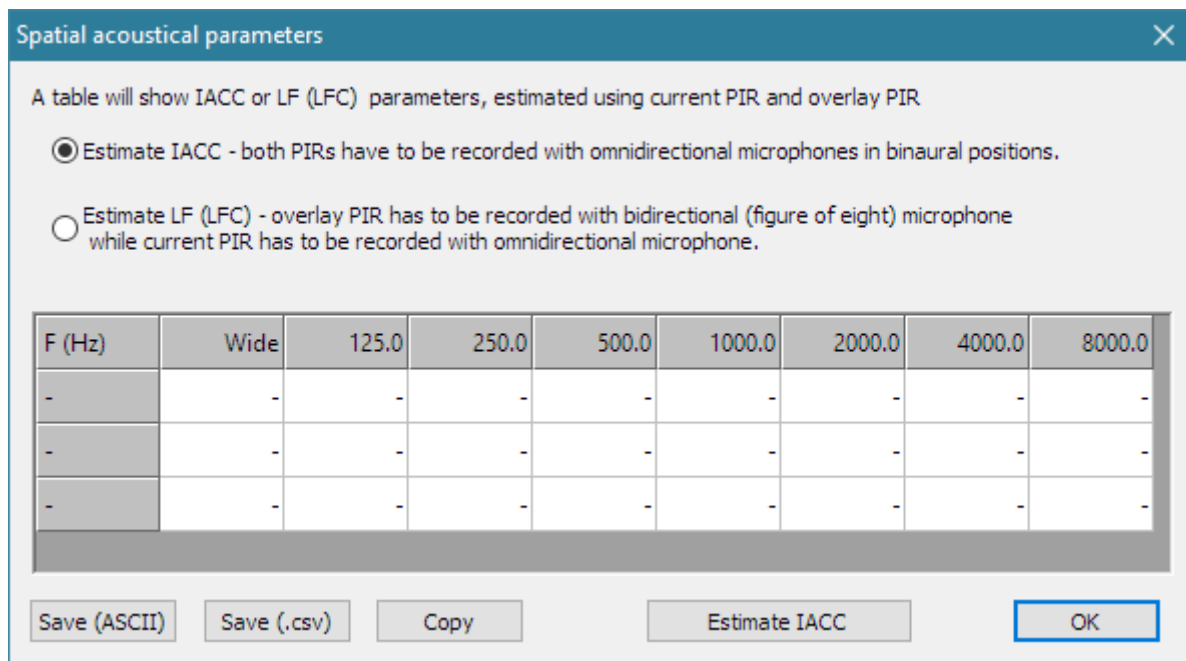 Spatial acoustical parameters
A table will show IACC or LF (LFC)  parameters, estimated using current PIR and overlay PIR
Estimate IACC - both PIRs have to be recorded with omnidirectional microphones in binaural positions.
Estimate LF (LFC) - overlay PIR has to be recorded with bidirectional (figure of eight) microphone
while current PIR has to be recorded with omnidirectional microphone.
F (Hz) Wide 125.0 250.0 500.0 1000.0 2000.0 4000.0 8000.0
- - - - - - - - -
- - - - - - - - -
- - - - - - - - -
Save (ASCII) Save (.csv) Copy Estimate IACC OK